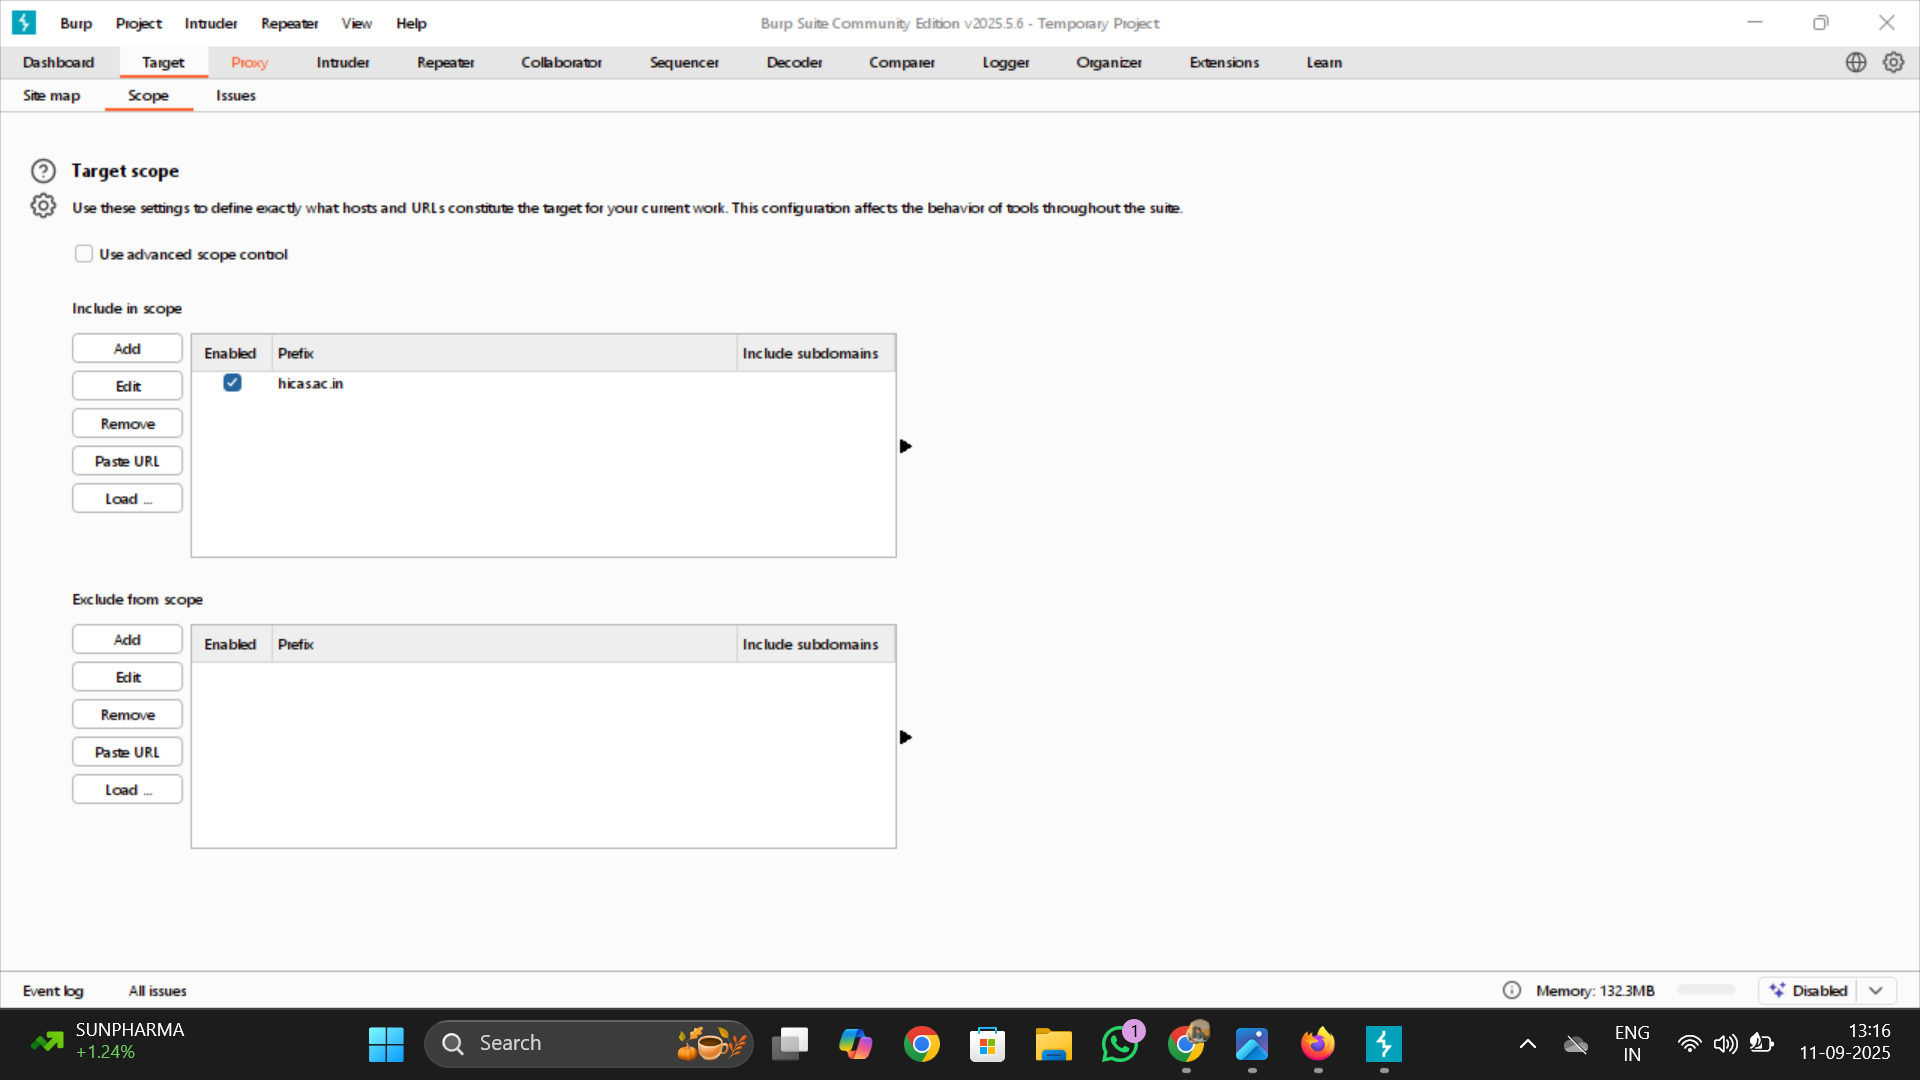 Burp Project Intruder Repeater View Help Burp Suite Community Edition v2025.5.6 - Temporary Project
Dashboard Target Proxy Intruder Repeater Collaborator Sequencer Decoder Comparer Logger Organizer Extensions Learn
Site map Scope Issues
Target scope
Use these settings to define exactly what hosts and URLs constitute the target for your current work. This configuration affects the behavior of tools throughout the suite.
Use advanced scope control
Include in scope
Add
Edit
Remove
Paste URL
Load ...
Enabled Prefix Include subdomains
hicas.ac.in
Exclude from scope
Add
Edit
Remove
Paste URL
Load ...
Enabled Prefix Include subdomains
Event log All issues Memory: 132.3MB Disabled
SUNPHARMA
+1.24%
Search
1
ENG
IN
13:16
11-09-2025